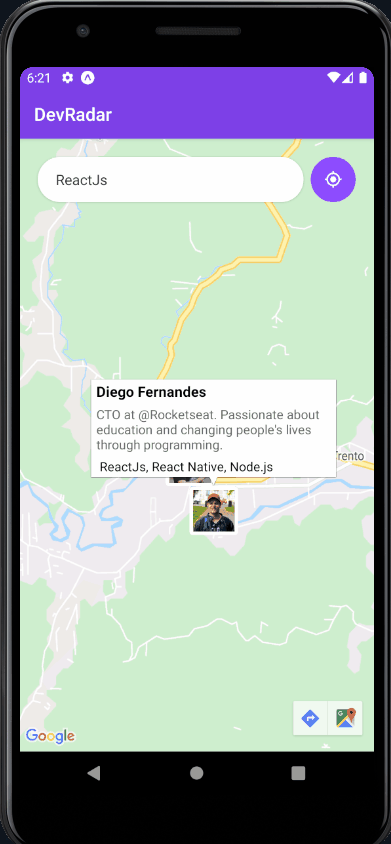 6:21
DevRadar
ReactJs
Diego Fernandes
CTO at @Rocketseat. Passionate about
education and changing people's lives
through programming.
ReactJs, React Native, Node.js
Trento
Google